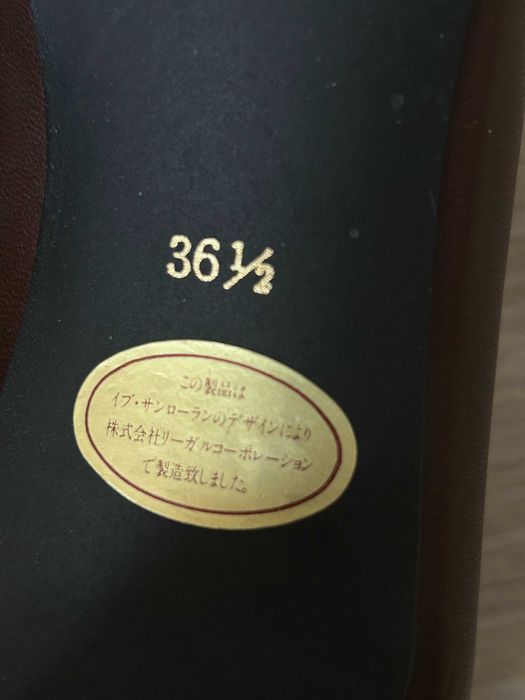 36 ½
この製品は
イブ・サンローランのデザインにより
株式会社リーガルコーポレーション
で製造致しました。